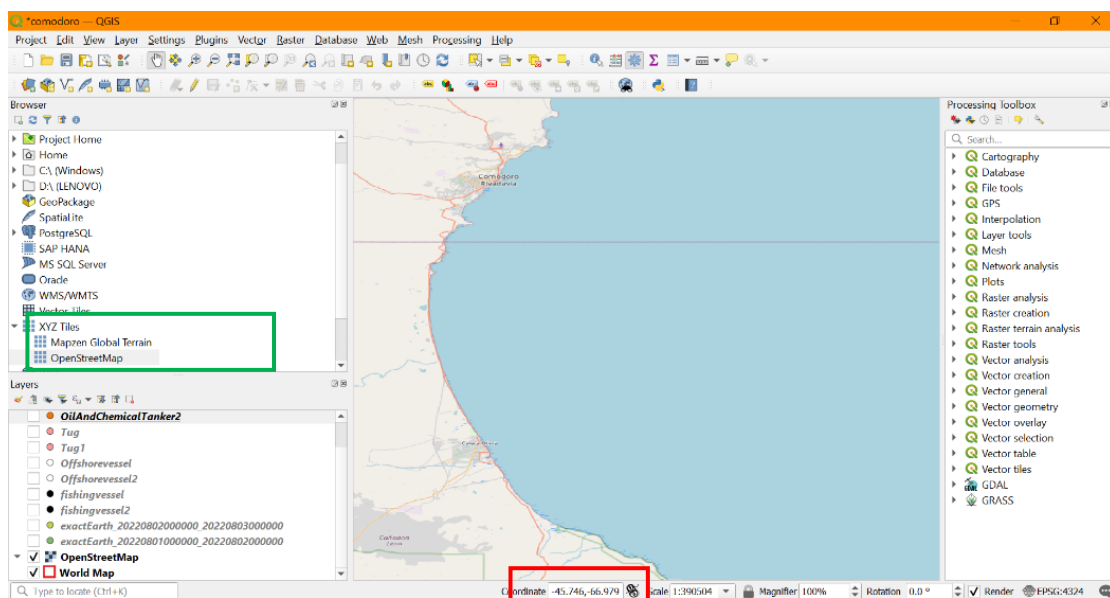 *comodoro — QGIS
Project Edit View Layer Settings Plugins Vector Raster Database Web Mesh Processing Help
Browser
Project Home
Home
C:\ (Windows)
D:\ (LENOVO)
GeoPackage
SpatiaLite
PostgreSQL
SAP HANA
MS SQL Server
Oracle
WMS/WMTS
Vector Tiles
XYZ Tiles
Mapzen Global Terrain
OpenStreetMap
Layers
OilAndChemicalTanker2
Tug
Tug1
Offshorevessel
Offshorevessel2
fishingvessel
fishingvessel2
exactEarth_20220802000000_20220803000000
exactEarth_20220801000000_20220802000000
OpenStreetMap
World Map
Comodoro
Rivadavia
Processing Toolbox
Search...
Cartography
Database
File tools
GPS
Interpolation
Layer tools
Mesh
Network analysis
Plots
Raster analysis
Raster creation
Raster terrain analysis
Raster tools
Vector analysis
Vector creation
Vector general
Vector geometry
Vector overlay
Vector selection
Vector table
Vector tiles
GDAL
GRASS
Type to locate (Ctrl+K)
Coordinate -45.746,-66.979 Scale 1:390504 Magnifier 100% Rotation 0.0 ° Render EPSG:4324